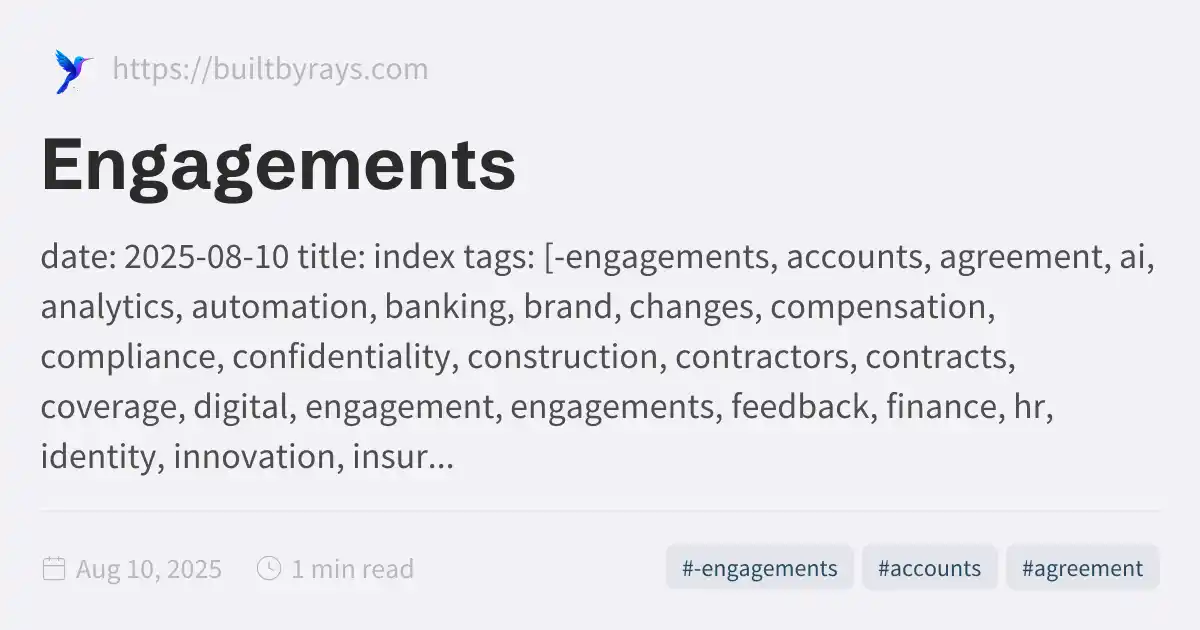 https://builtbyrays.com
Engagements
date: 2025-08-10 title: index tags: [-engagements, accounts, agreement, ai,
analytics, automation, banking, brand, changes, compensation,
compliance, confidentiality, construction, contractors, contracts,
coverage, digital, engagement, engagements, feedback, finance, hr,
identity, innovation, insur...
Aug 10, 2025 1 min read #-engagements #accounts #agreement